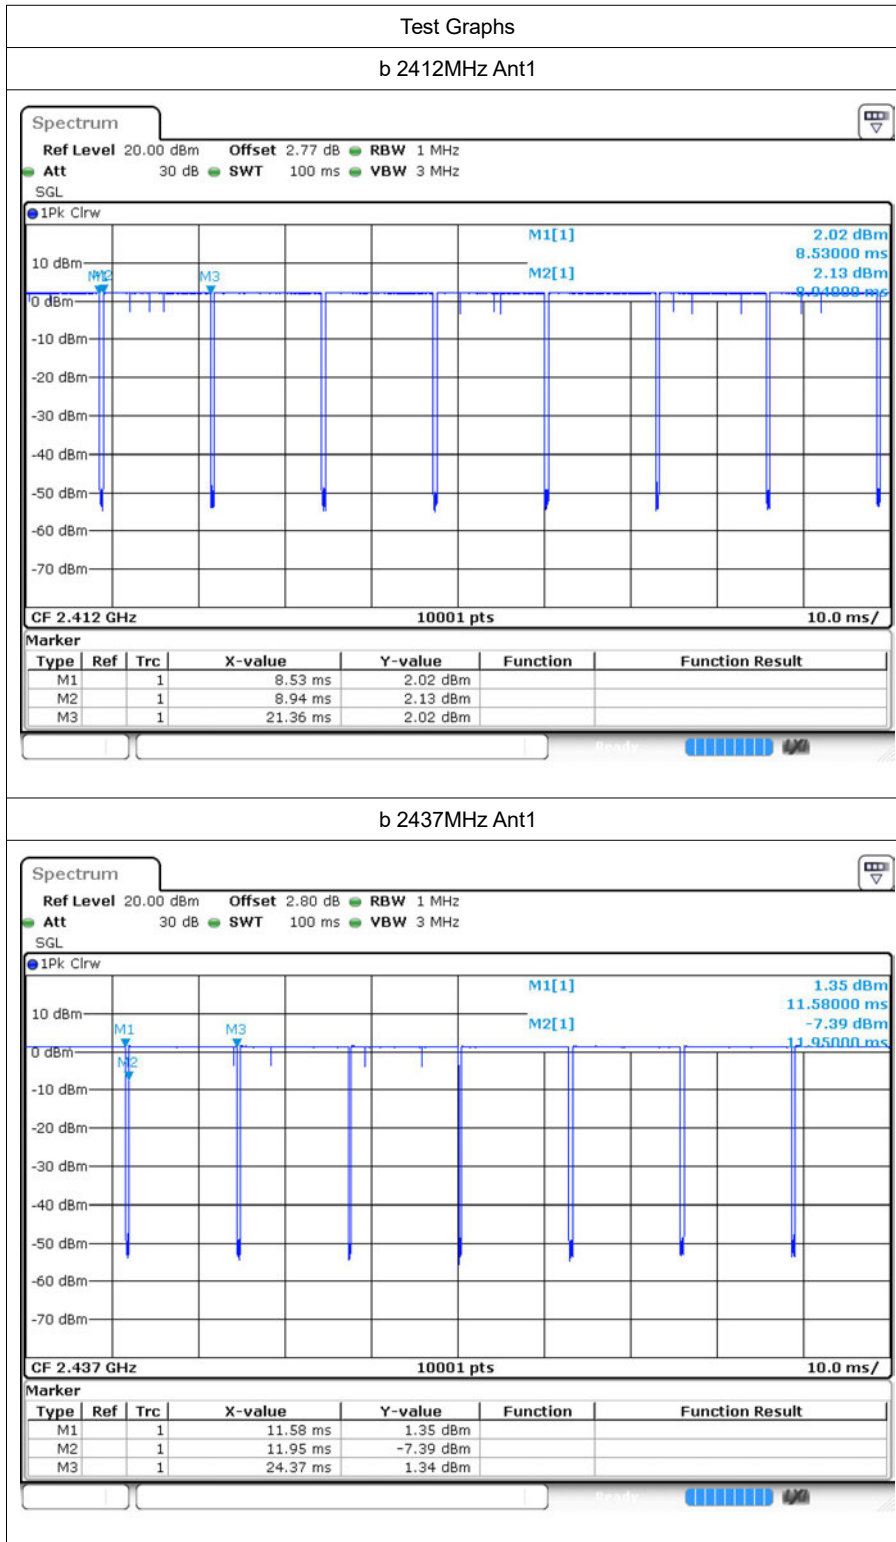 Test Graphs
b 2412MHz Ant1
Spectrum
Ref Level 20.00 dBm Offset 2.77 dB RBW 1 MHz
Att 30 dB SWT 100 ms VBW 3 MHz
SGL
1Pk Clrw
M1[1] 2.02 dBm
8.53000 ms
10 dBm
M2[1] 2.13 dBm
8.94000 ms
M1 M2 M3
0 dBm
-10 dBm
-20 dBm
-30 dBm
-40 dBm
-50 dBm
-60 dBm
-70 dBm
CF 2.412 GHz 10001 pts 10.0 ms/
Marker
Type Ref Trc X-value Y-value Function Function Result
M1 1 8.53 ms 2.02 dBm
M2 1 8.94 ms 2.13 dBm
M3 1 21.36 ms 2.02 dBm
Ready
b 2437MHz Ant1
Spectrum
Ref Level 20.00 dBm Offset 2.80 dB RBW 1 MHz
Att 30 dB SWT 100 ms VBW 3 MHz
SGL
1Pk Clrw
M1[1] 1.35 dBm
11.58000 ms
10 dBm
M2[1] -7.39 dBm
11.95000 ms
M1 M3
0 dBm
M2
-10 dBm
-20 dBm
-30 dBm
-40 dBm
-50 dBm
-60 dBm
-70 dBm
CF 2.437 GHz 10001 pts 10.0 ms/
Marker
Type Ref Trc X-value Y-value Function Function Result
M1 1 11.58 ms 1.35 dBm
M2 1 11.95 ms -7.39 dBm
M3 1 24.37 ms 1.34 dBm
Ready